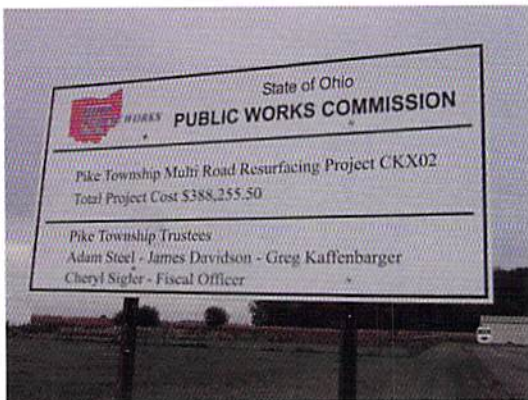 State of Ohio
WORKS PUBLIC WORKS COMMISSION
Pike Township Multi Road Resurfacing Project CKX02
Total Project Cost $388,255.50
Pike Township Trustees
Adam Steel - James Davidson - Greg Kaffenbarger
Cheryl Sigler - Fiscal Officer